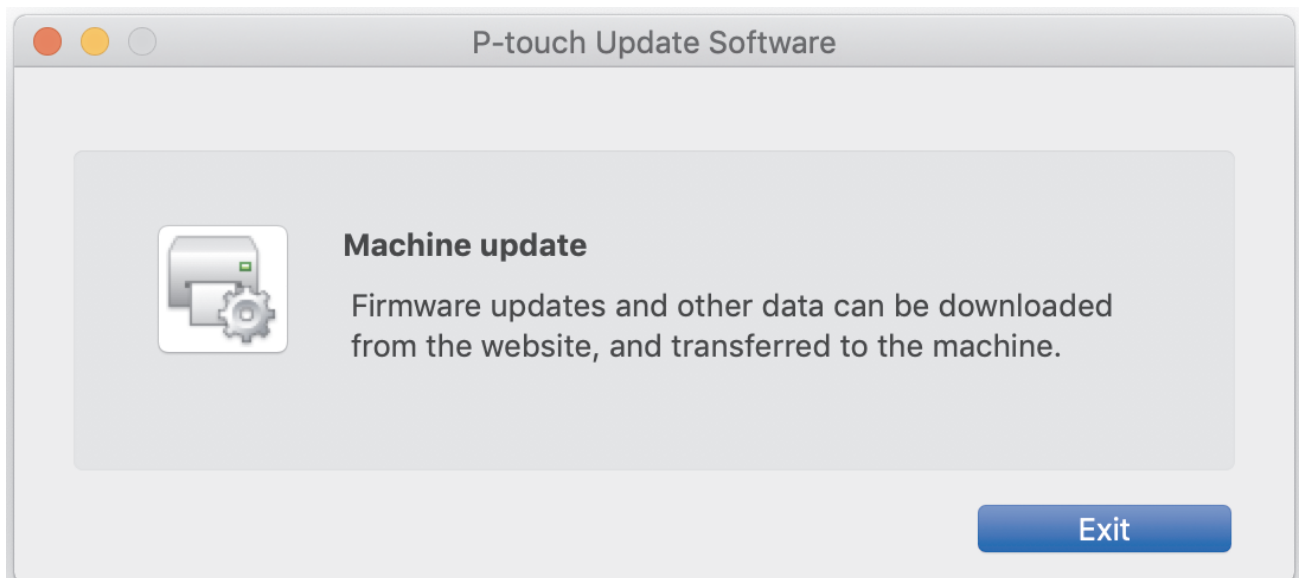 P-touch Update Software
Machine update
Firmware updates and other data can be downloaded
from the website, and transferred to the machine.
Exit